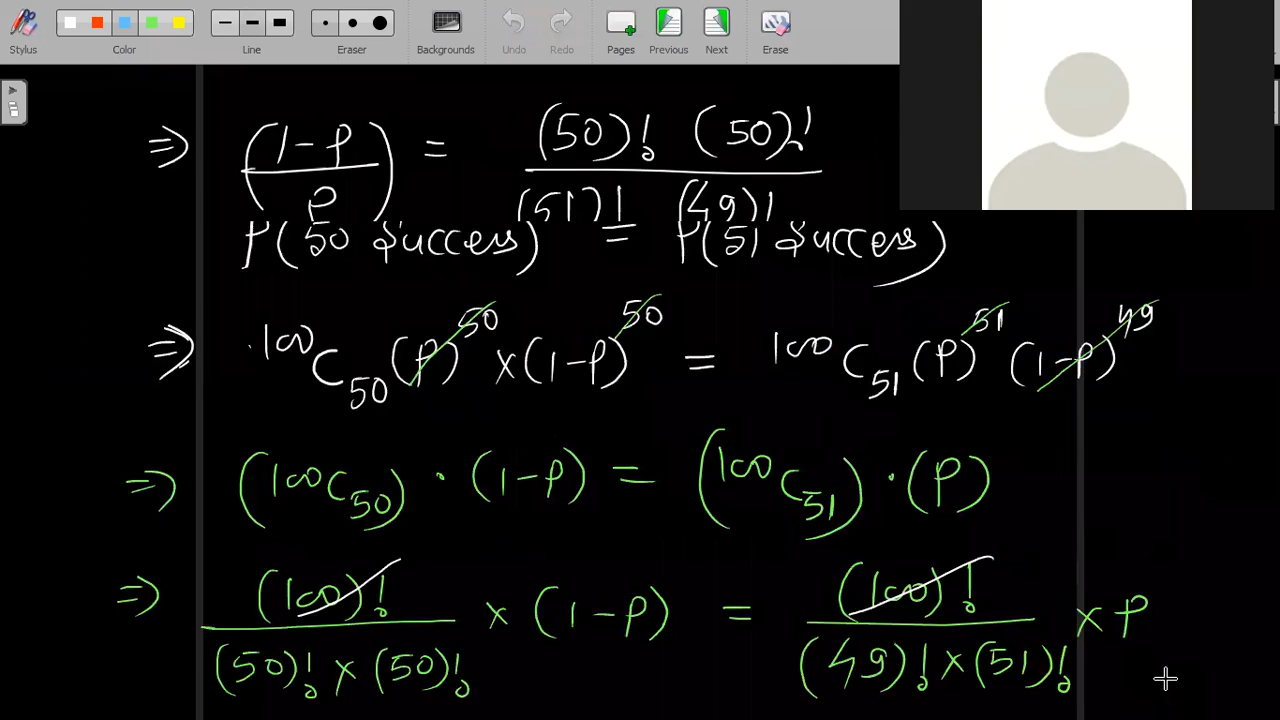 Stylus Color Line Eraser Backgrounds Undo Redo Pages Previous Next Erase
⇒ (1-P/P) = (50)! (50)! / (51)! (49)!
P(50 Success) = P(51 Success)
⇒ ¹⁰⁰C₅₀ (P)⁵⁰ × (1-P)⁵⁰ = ¹⁰⁰C₅₁ (P)⁵¹ (1-P)⁴⁹
⇒ (¹⁰⁰C₅₀) · (1-P) = (¹⁰⁰C₅₁) · (P)
⇒ (100)! / (50)! × (50)! × (1-P) = (100)! / (49)! × (51)! × P